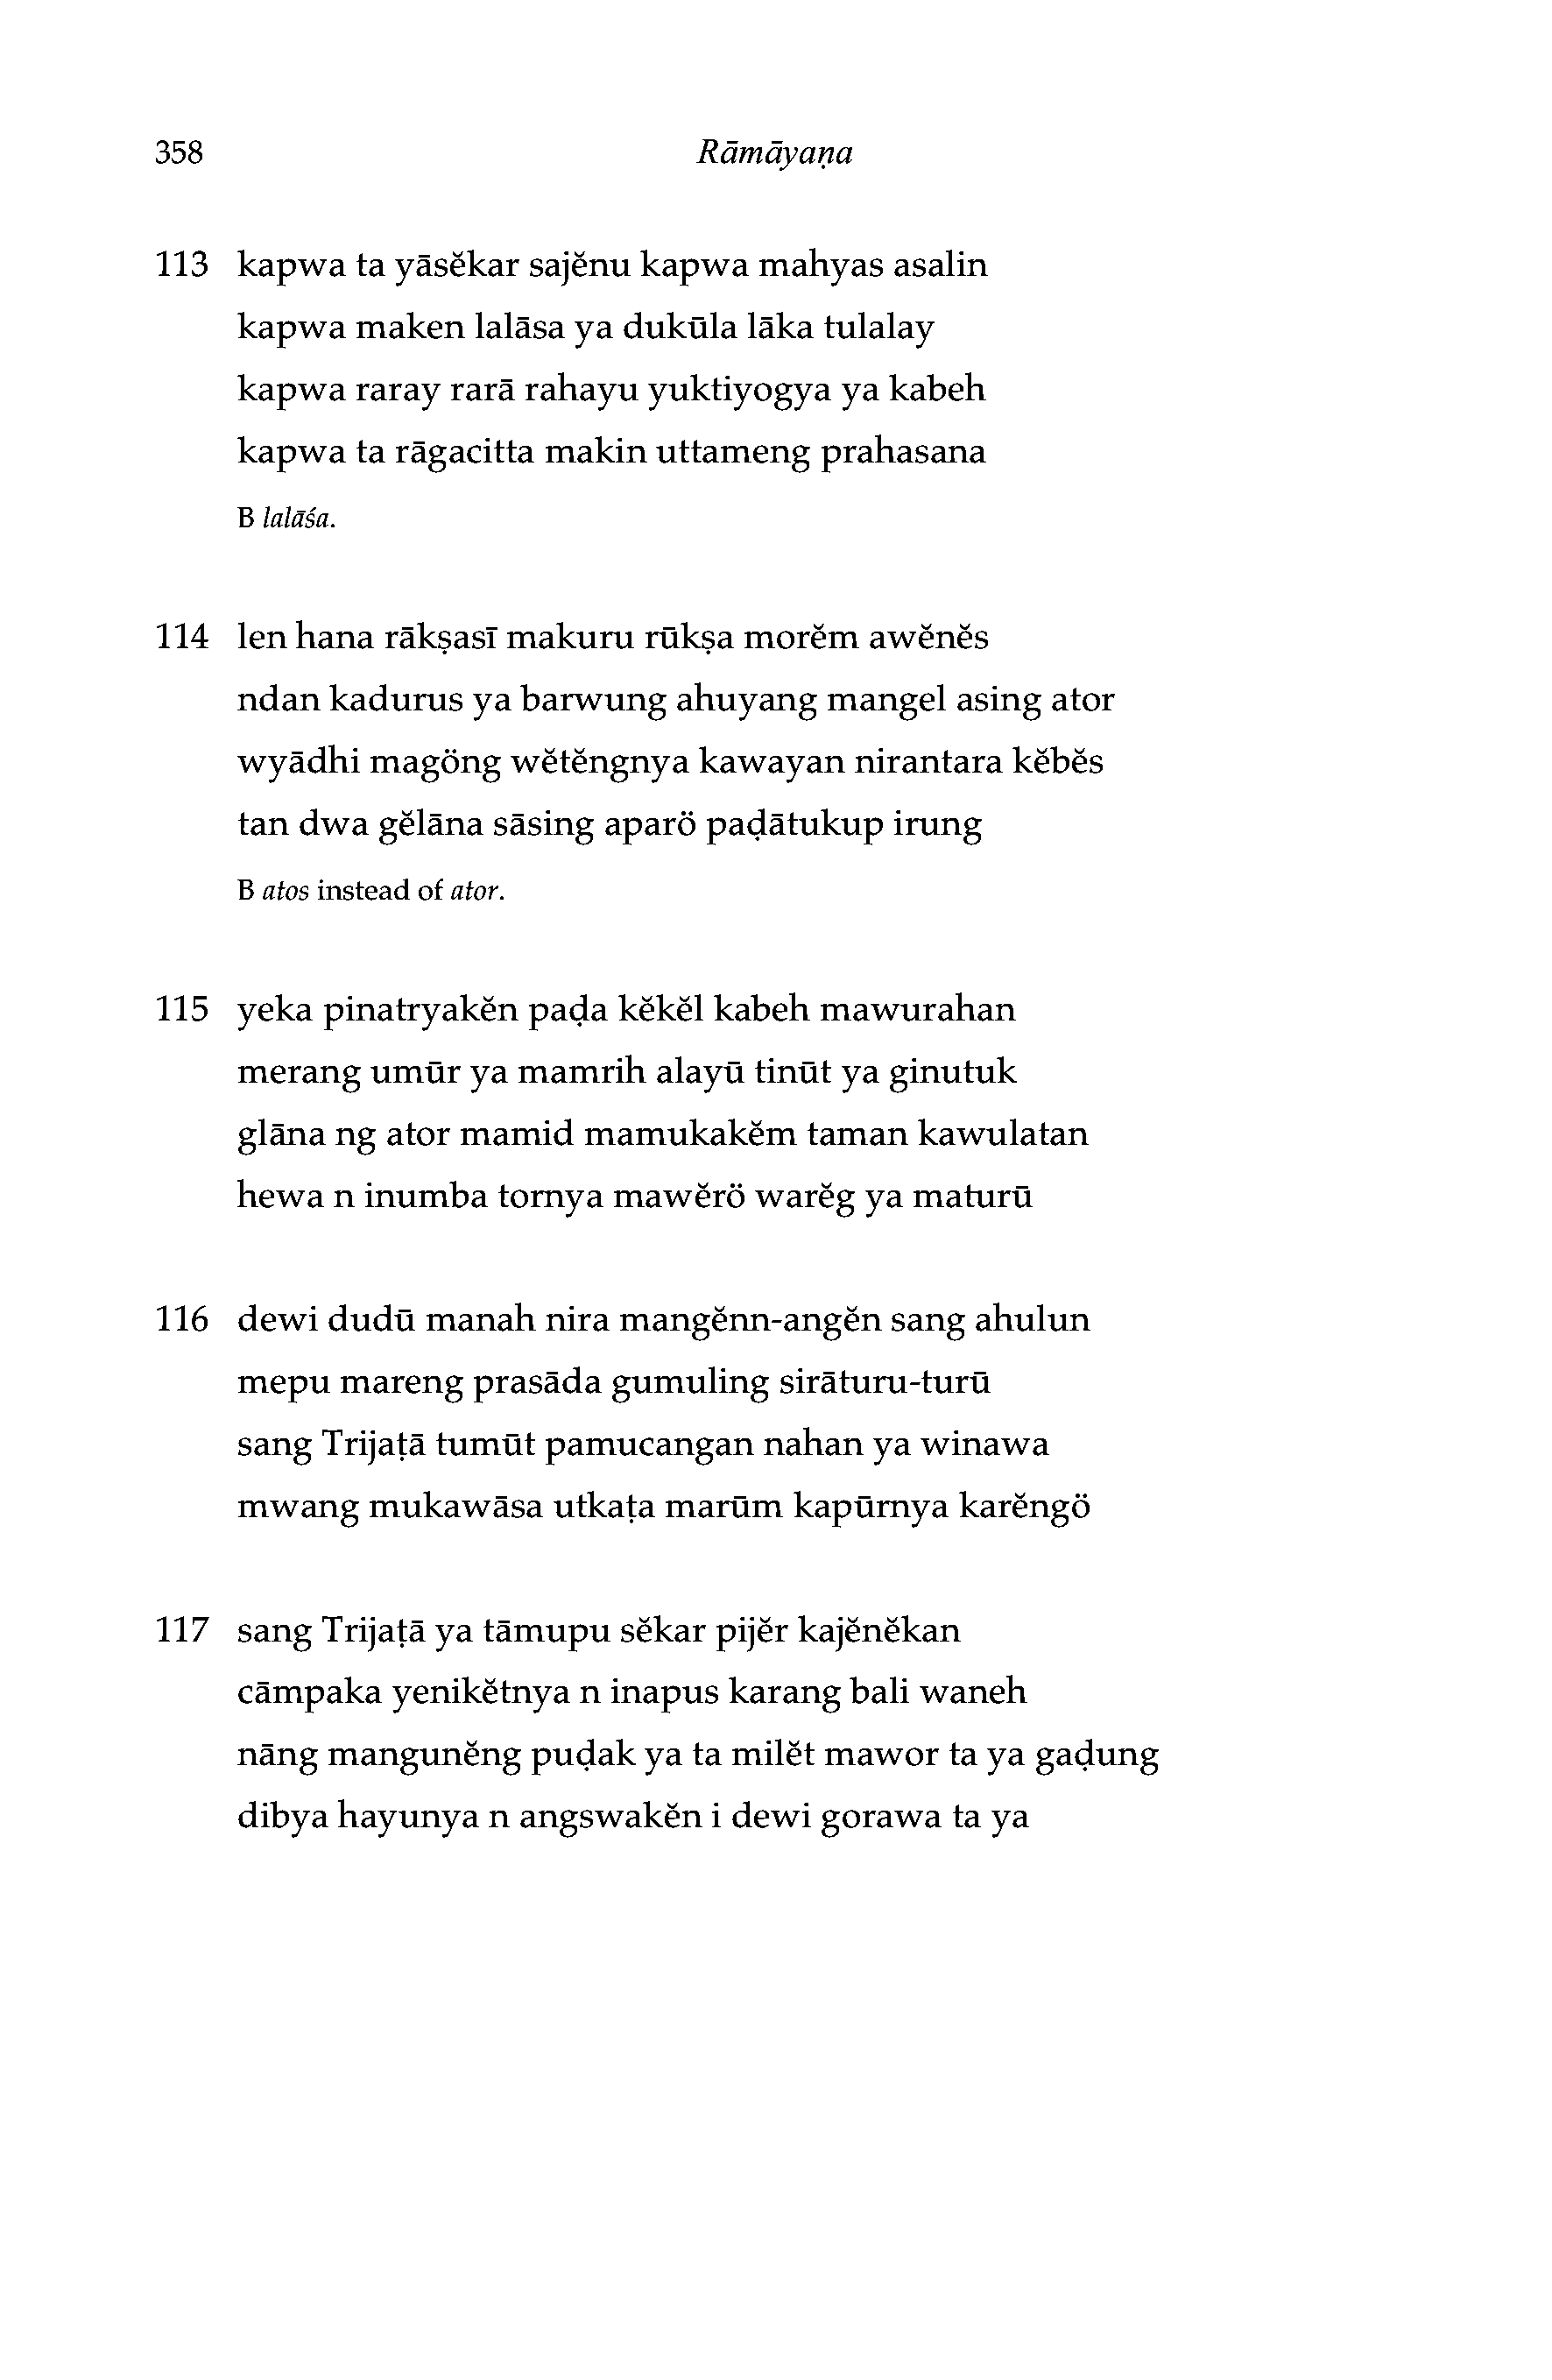 358 Rāmāyaṇa
113 kapwa ta yāsĕkar sajĕnu kapwa mahyas asalin
kapwa maken lalāsa ya dukūla lāka tulalay
kapwa raray rarā rahayu yuktiyogya ya kabeh
kapwa ta rāgacitta makin uttameng prahasana
B lalāśa.
114 len hana rākṣasī makuru rūkṣa morĕm awĕnĕs
ndan kadurus ya barwung ahuyang mangel asing ator
wyādhi magöng wĕtĕngnya kawayan nirantara kĕbĕs
tan dwa gĕlāna sāsing aparö paḍātukup irung
B atos instead of ator.
115 yeka pinatryakĕn paḍa kĕkĕl kabeh mawurahan
merang umūr ya mamrih alayū tinūt ya ginutuk
glāna ng ator mamid mamukakĕm taman kawulatan
hewa n inumba tornya mawĕrö warĕg ya maturū
116 dewi dudū manah nira mangĕnn-angĕn sang ahulun
mepu mareng prasāda gumuling sirāturu-turū
sang Trijaṭā tumūt pamucangan nahan ya winawa
mwang mukawāsa utkaṭa marūm kapūrnya karĕngö
117 sang Trijaṭā ya tāmupu sĕkar pijĕr kajĕnĕkan
cāmpaka yenikĕtnya n inapus karang bali waneh
nāng mangunĕng puḍak ya ta milĕt mawor ta ya gaḍung
dibya hayunya n angswakĕn i dewi gorawa ta ya